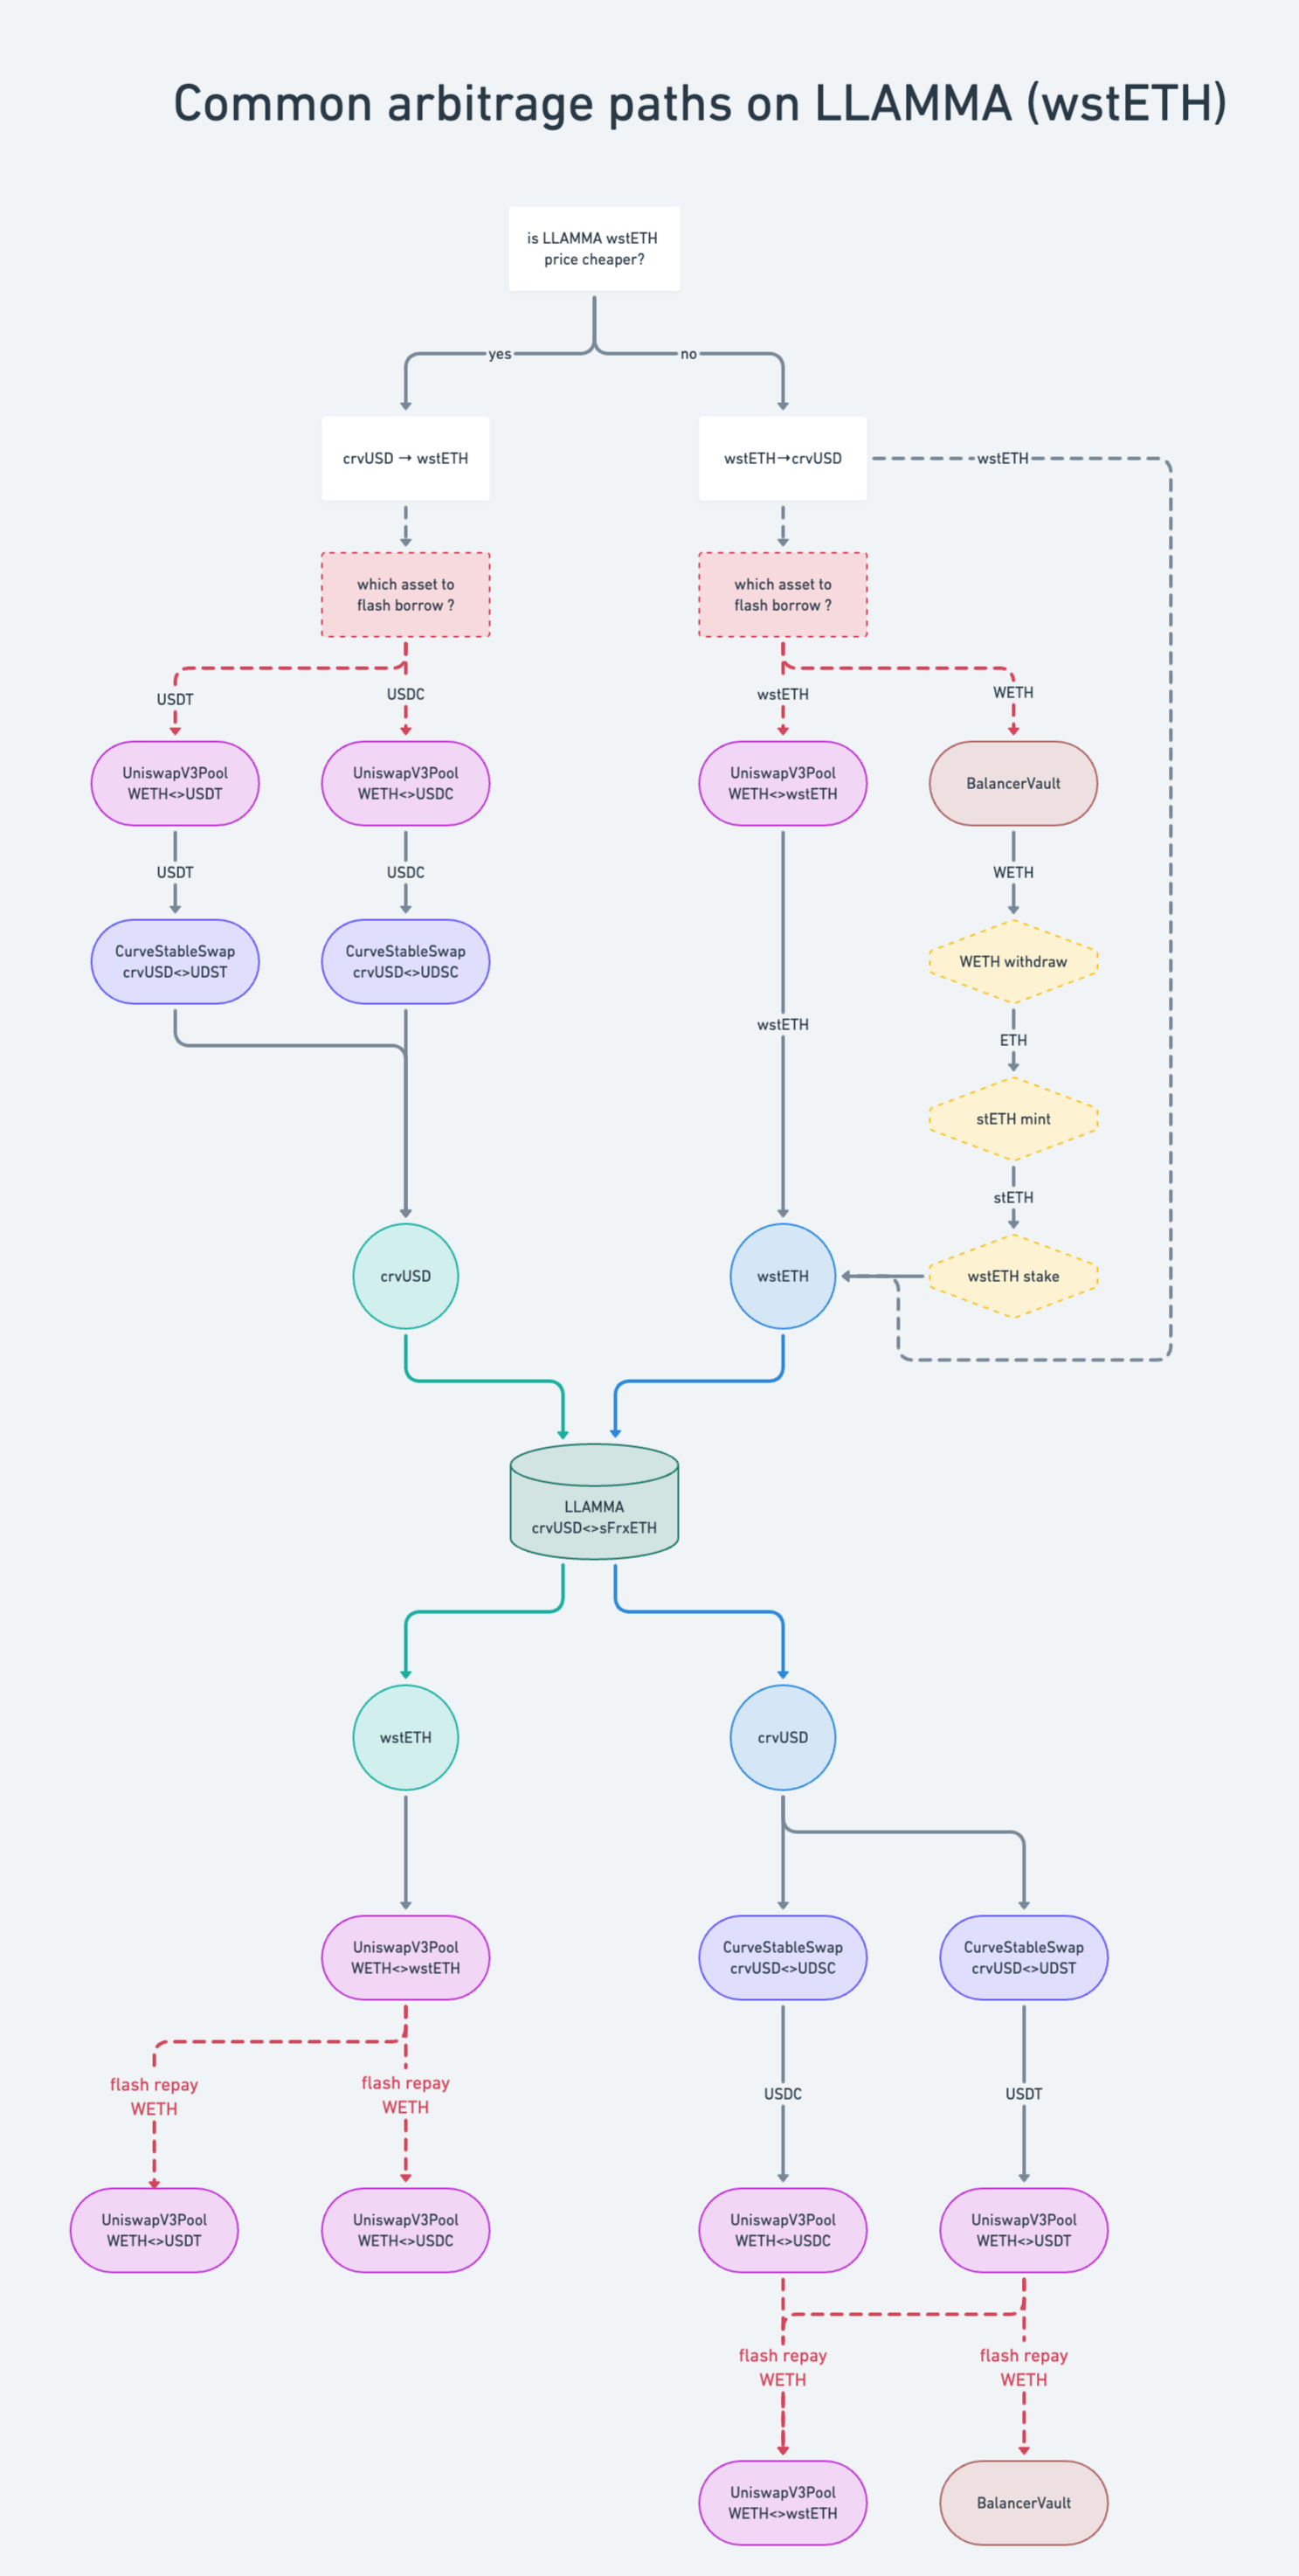 Common arbitrage paths on LLAMMA (wstETH)
is LLAMMA wstETH
price cheaper?
yes
no
crvUSD → wstETH
wstETH→crvUSD
wstETH
which asset to
flash borrow ?
which asset to
flash borrow ?
USDT
USDC
wstETH
WETH
UniswapV3Pool
WETH<>USDT
UniswapV3Pool
WETH<>USDC
UniswapV3Pool
WETH<>wstETH
BalancerVault
USDT
USDC
WETH
CurveStableSwap
crvUSD<>UDST
CurveStableSwap
crvUSD<>UDSC
WETH withdraw
wstETH
ETH
stETH mint
stETH
crvUSD
wstETH
wstETH stake
LLAMMA
crvUSD<>sFrxETH
wstETH
crvUSD
UniswapV3Pool
WETH<>wstETH
CurveStableSwap
crvUSD<>UDSC
CurveStableSwap
crvUSD<>UDST
flash repay
WETH
flash repay
WETH
USDC
USDT
UniswapV3Pool
WETH<>USDT
UniswapV3Pool
WETH<>USDC
UniswapV3Pool
WETH<>USDC
UniswapV3Pool
WETH<>USDT
flash repay
WETH
flash repay
WETH
UniswapV3Pool
WETH<>wstETH
BalancerVault